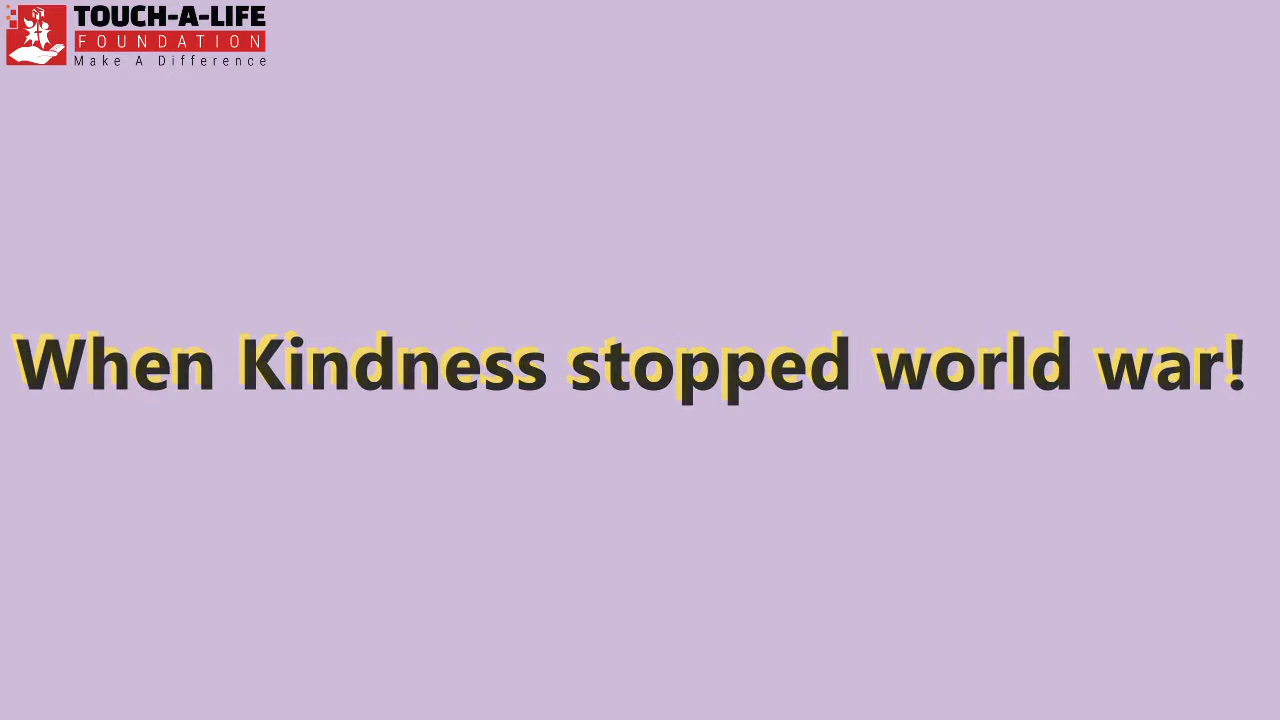 TOUCH-A-LIFE
FOUNDATION
Make A Difference
When Kindness stopped world war!